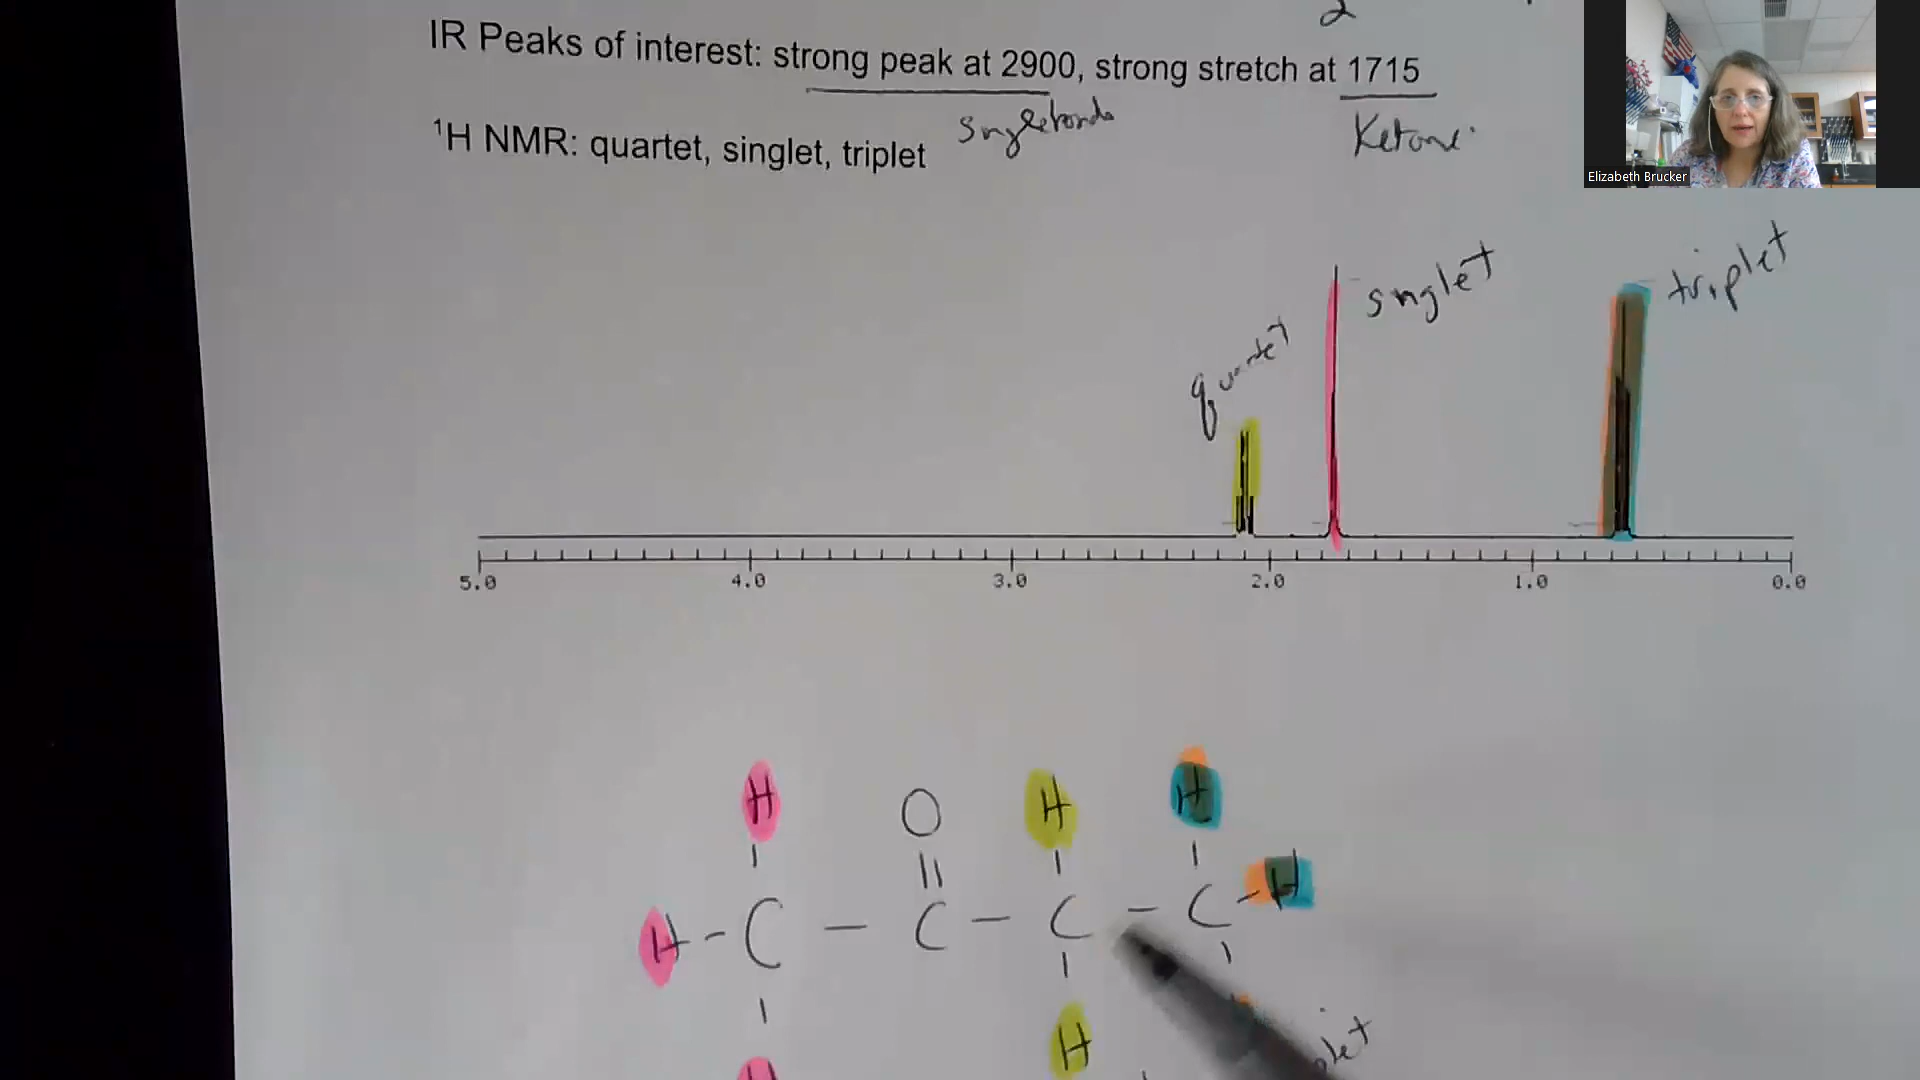 2
IR Peaks of interest: strong peak at 2900, strong stretch at 1715
Ketone.
¹H NMR: quartet, singlet, triplet
Elizabeth Brucker
triplet
singlet
quartet
5.0 4.0 3.0 2.0 1.0 0.0
H O H H
|| 
H - C - C - C - C - H
H H